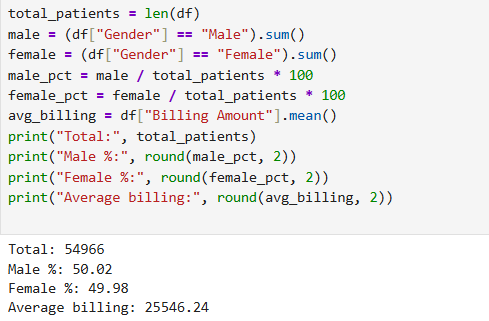 total_patients = len(df)
male = (df["Gender"] == "Male").sum()
female = (df["Gender"] == "Female").sum()
male_pct = male / total_patients * 100
female_pct = female / total_patients * 100
avg_billing = df["Billing Amount"].mean()
print("Total:", total_patients)
print("Male %:", round(male_pct, 2))
print("Female %:", round(female_pct, 2))
print("Average billing:", round(avg_billing, 2))
Total: 54966
Male %: 50.02
Female %: 49.98
Average billing: 25546.24